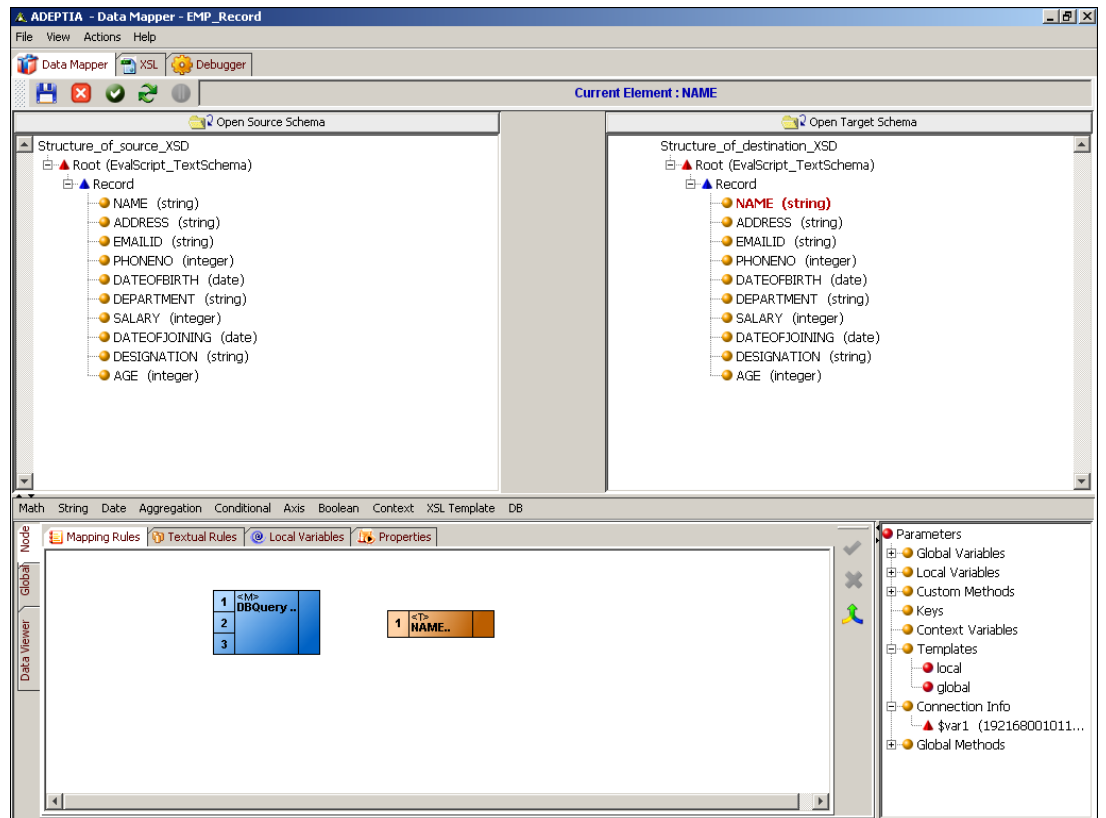 ADEPTIA - Data Mapper - EMP_Record
File View Actions Help
Data Mapper XSL Debugger
Current Element : NAME
Open Source Schema
Structure_of_source_XSD
Root (EvalScript_TextSchema)
Record
NAME (string)
ADDRESS (string)
EMAILID (string)
PHONENO (integer)
DATEOFBIRTH (date)
DEPARTMENT (string)
SALARY (integer)
DATEOFJOINING (date)
DESIGNATION (string)
AGE (integer)
Open Target Schema
Structure_of_destination_XSD
Root (EvalScript_TextSchema)
Record
NAME (string)
ADDRESS (string)
EMAILID (string)
PHONENO (integer)
DATEOFBIRTH (date)
DEPARTMENT (string)
SALARY (integer)
DATEOFJOINING (date)
DESIGNATION (string)
AGE (integer)
Math String Date Aggregation Conditional Axis Boolean Context XSL Template DB
Node
Global
Data Viewer
Mapping Rules Textual Rules Local Variables Properties
1 <M> DBQuery ..
2
3
1 <T> NAME..
Parameters
Global Variables
Local Variables
Custom Methods
Keys
Context Variables
Templates
local
global
Connection Info
$var1 (192168001011...
Global Methods